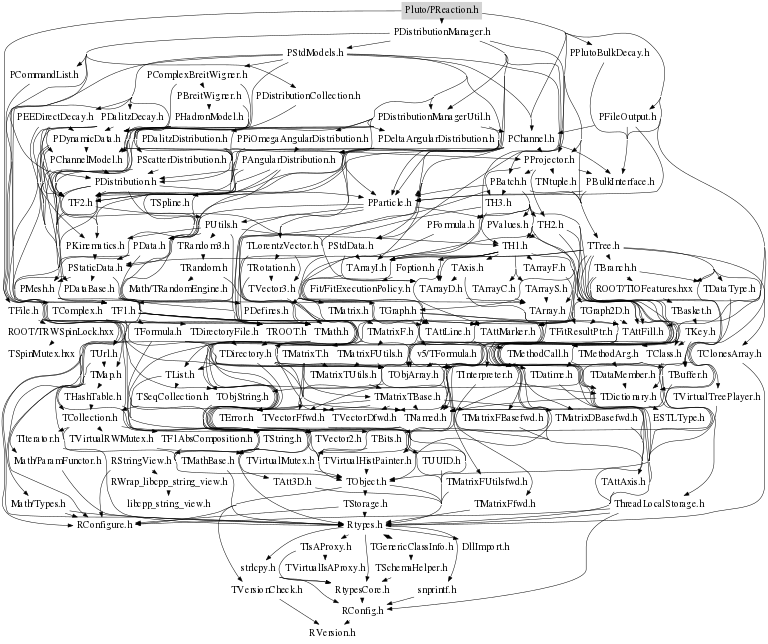 Pluto/PReaction.h
PDistributionManager.h
PStdModels.h PPlutoBulkDecay.h
PCommandList.h PComplexBreitWigner.h
PBreitWigner.h PDistributionCollection.h
PEEDirectDecay.h PDalitzDecay.h PHadronModel.h PDistributionManagerUtil.h PFileOutput.h
PDynamicData.h PDalitzDistribution.h PPiOmegaAngularDistribution.h PDeltaAngularDistribution.h PChannel.h
PChannelModel.h PScatterDistribution.h PAngularDistribution.h PProjector.h
PDistribution.h PBatch.h TNtuple.h PBulkInterface.h
TF2.h TSpline.h PParticle.h TH3.h
PUtils.h PFormula.h PValues.h TH2.h
PKinematics.h PData.h TRandom3.h TLorentzVector.h PStdData.h TH1.h TTree.h
PStaticData.h TRandom.h TRotation.h TArrayI.h Foption.h TAxis.h TArrayF.h TBranch.h
PMesh.h PDataBase.h Math/TRandomEngine.h TVector3.h Fit/FitExecutionPolicy.h TArrayD.h TArrayC.h TArrayS.h ROOT/TIOFeatures.hxx TDataType.h
TFile.h TComplex.h TF1.h PDefines.h TMatrix.h TGraph.h TArray.h TGraph2D.h TBasket.h
ROOT/TRWSpinLock.hxx TFormula.h TDirectoryFile.h TROOT.h TMath.h TMatrixF.h TAttLine.h TAttMarker.h TFitResultPtr.h TAttFill.h TKey.h
TSpinMutex.hxx TUrl.h TDirectory.h TMatrixT.h TMatrixFUtils.h v5/TFormula.h TMethodCall.h TMethodArg.h TClass.h TClonesArray.h
TMap.h TList.h TMatrixTUtils.h TObjArray.h TInterpreter.h TDatime.h TDataMember.h TBuffer.h
THashTable.h TSeqCollection.h TObjString.h TMatrixTBase.h TDictionary.h TVirtualTreePlayer.h
TCollection.h TError.h TVectorFfwd.h TVectorDfwd.h TNamed.h TMatrixFBasefwd.h TMatrixDBasefwd.h ESTLType.h
TIterator.h TVirtualRWMutex.h TF1AbsComposition.h TString.h TVector2.h TBits.h
Math/ParamFunctor.h RStringView.h TMathBase.h TVirtualMutex.h TVirtualHistPainter.h TUUID.h
RWrap_libcpp_string_view.h TAtt3D.h TObject.h TMatrixFUtilsfwd.h TAttAxis.h
Math/Types.h libcpp_string_view.h TStorage.h TMatrixFfwd.h ThreadLocalStorage.h
RConfigure.h Rtypes.h
TIsAProxy.h TGenericClassInfo.h DllImport.h
strlcpy.h TVirtualIsAProxy.h TSchemaHelper.h
TVersionCheck.h RtypesCore.h snprintf.h
RConfig.h
RVersion.h